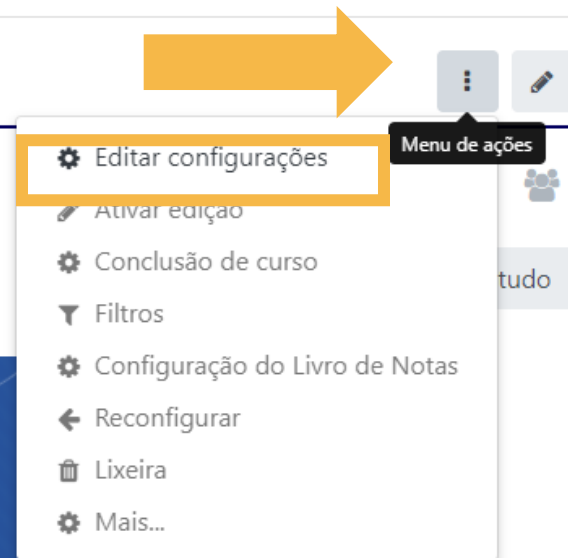 Menu de ações
Editar configurações
Ativar edição
Conclusão de curso
tudo
Filtros
Configuração do Livro de Notas
Reconfigurar
Lixeira
Mais...